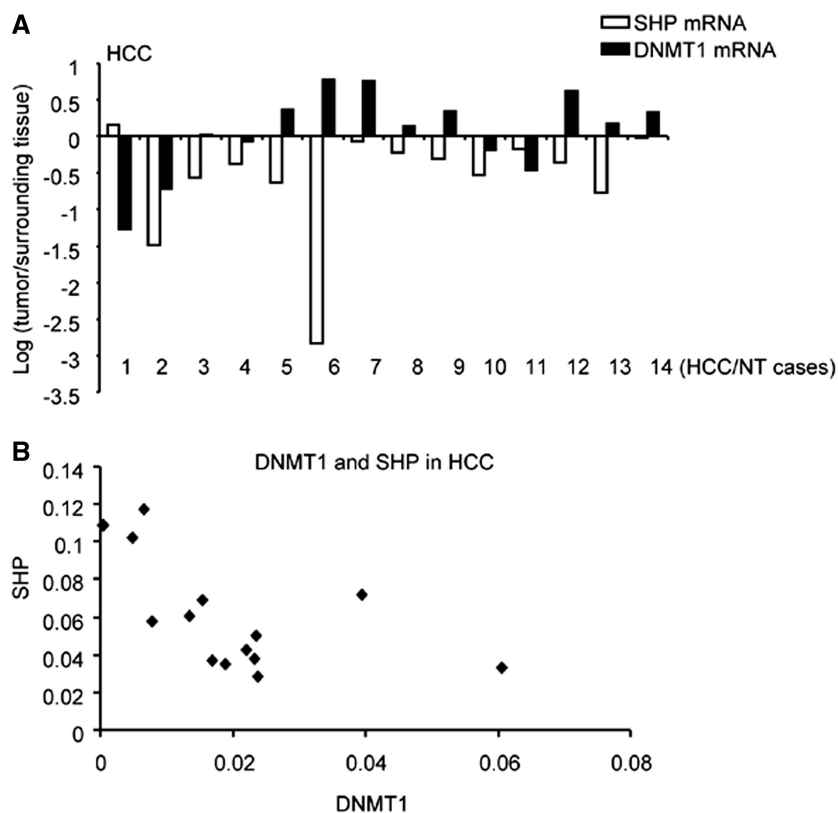 A
SHP mRNA
DNMT1 mRNA
HCC
Log (tumor/surrounding tissue)
1
0.5
0
-0.5
-1
-1.5
-2
-2.5
-3
-3.5
1 2 3 4 5 6 7 8 9 10 11 12 13 14 (HCC/NT cases)
B
DNMT1 and SHP in HCC
SHP
0.14
0.12
0.1
0.08
0.06
0.04
0.02
0
0 0.02 0.04 0.06 0.08
DNMT1